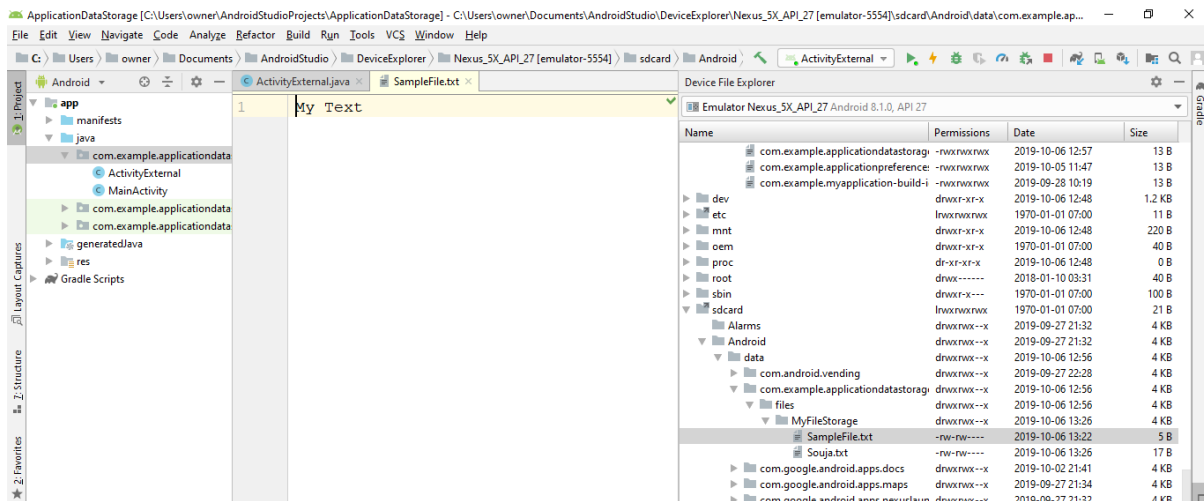 ApplicationDataStorage [C:\Users\owner\AndroidStudioProjects\ApplicationDataStorage] - C:\Users\owner\Documents\AndroidStudio\DeviceExplorer\Nexus_5X_API_27 [emulator-5554]\sdcard\Android\data\com.example.ap...
File Edit View Navigate Code Analyze Refactor Build Run Tools VCS Window Help
C: Users owner Documents AndroidStudio DeviceExplorer Nexus_5X_API_27 [emulator-5554] sdcard Android ActivityExternal
1: Project
Layout Captures
7: Structure
2: Favorites
Android
app
manifests
java
com.example.applicationdata
ActivityExternal
MainActivity
com.example.applicationdata
com.example.applicationdata
generatedJava
res
Gradle Scripts
ActivityExternal.java SampleFile.txt
1 My Text
Device File Explorer
Emulator Nexus_5X_API_27 Android 8.1.0, API 27
Name Permissions Date Size
com.example.applicationdatastorage -rwxrwxrwx 2019-10-06 12:57 13 B
com.example.applicationpreferences -rwxrwxrwx 2019-10-05 11:47 13 B
com.example.myapplication-build-i -rwxrwxrwx 2019-09-28 10:19 13 B
dev drwxr-xr-x 2019-10-06 12:48 1.2 KB
etc lrwxrwxrwx 1970-01-01 07:00 11 B
mnt drwxr-xr-x 2019-10-06 12:48 220 B
oem drwxr-xr-x 1970-01-01 07:00 40 B
proc dr-xr-xr-x 2019-10-06 12:48 0 B
root drwx------ 2018-01-10 03:31 40 B
sbin drwxr-x--- 1970-01-01 07:00 100 B
sdcard lrwxrwxrwx 1970-01-01 07:00 21 B
Alarms drwxrwx--x 2019-09-27 21:32 4 KB
Android drwxrwx--x 2019-09-27 21:32 4 KB
data drwxrwx--x 2019-10-06 12:56 4 KB
com.android.vending drwxrwx--x 2019-09-27 22:28 4 KB
com.example.applicationdatastorag drwxrwx--x 2019-10-06 12:56 4 KB
files drwxrwx--x 2019-10-06 12:56 4 KB
MyFileStorage drwxrwx--x 2019-10-06 13:26 4 KB
SampleFile.txt -rw-rw---- 2019-10-06 13:22 5 B
Souja.txt -rw-rw---- 2019-10-06 13:26 17 B
com.google.android.apps.docs drwxrwx--x 2019-10-02 21:41 4 KB
com.google.android.apps.maps drwxrwx--x 2019-09-27 21:34 4 KB
com.google.android.apps.nexuslaun drwxrwx--x 2019-09-27 21:32 4 KB
Gradle